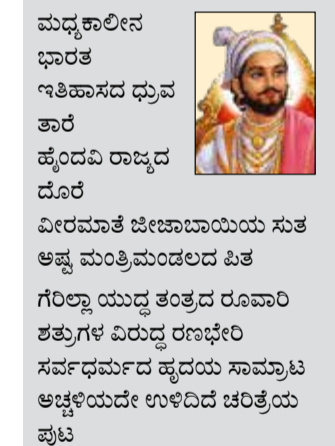 ಮಧ್ಯಕಾಲೀನ
ಭಾರತ
ಇತಿಹಾಸದ ಧ್ರುವ
ತಾರೆ
ಹೈಂದವಿ ರಾಜ್ಯದ
ದೊರೆ
ವೀರಮಾತೆ ಜೀಜಾಬಾಯಿಯ ಸುತ
ಅಷ್ಟ ಮಂತ್ರಿಮಂಡಲದ ಪಿತ
ಗೆರಿಲ್ಲಾ ಯುದ್ಧ ತಂತ್ರದ ರೂವಾರಿ
ಶತ್ರುಗಳ ವಿರುದ್ಧ ರಣಭೇರಿ
ಸರ್ವಧರ್ಮದ ಹೃದಯ ಸಾಮ್ರಾಟ
ಅಚ್ಚಳಿಯದೇ ಉಳಿದಿದೆ ಚರಿತ್ರೆಯ
ಪುಟ